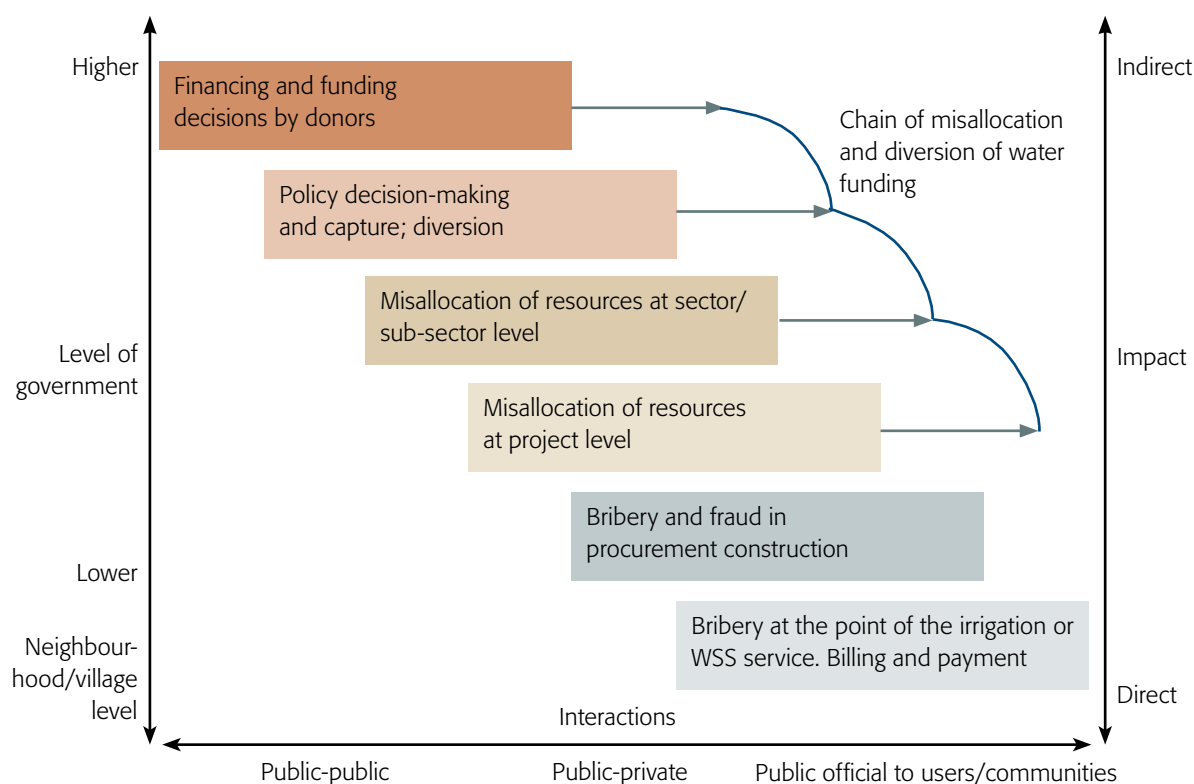 Higher
Indirect
Financing and funding
decisions by donors
Chain of misallocation
and diversion of water
funding
Policy decision-making
and capture; diversion
Misallocation of resources at sector/
sub-sector level
Level of
government
Impact
Misallocation of resources
at project level
Bribery and fraud in
procurement construction
Lower
Bribery at the point of the irrigation or
WSS service. Billing and payment
Neighbour-
hood/village
level
Direct
Interactions
Public-public
Public-private
Public official to users/communities